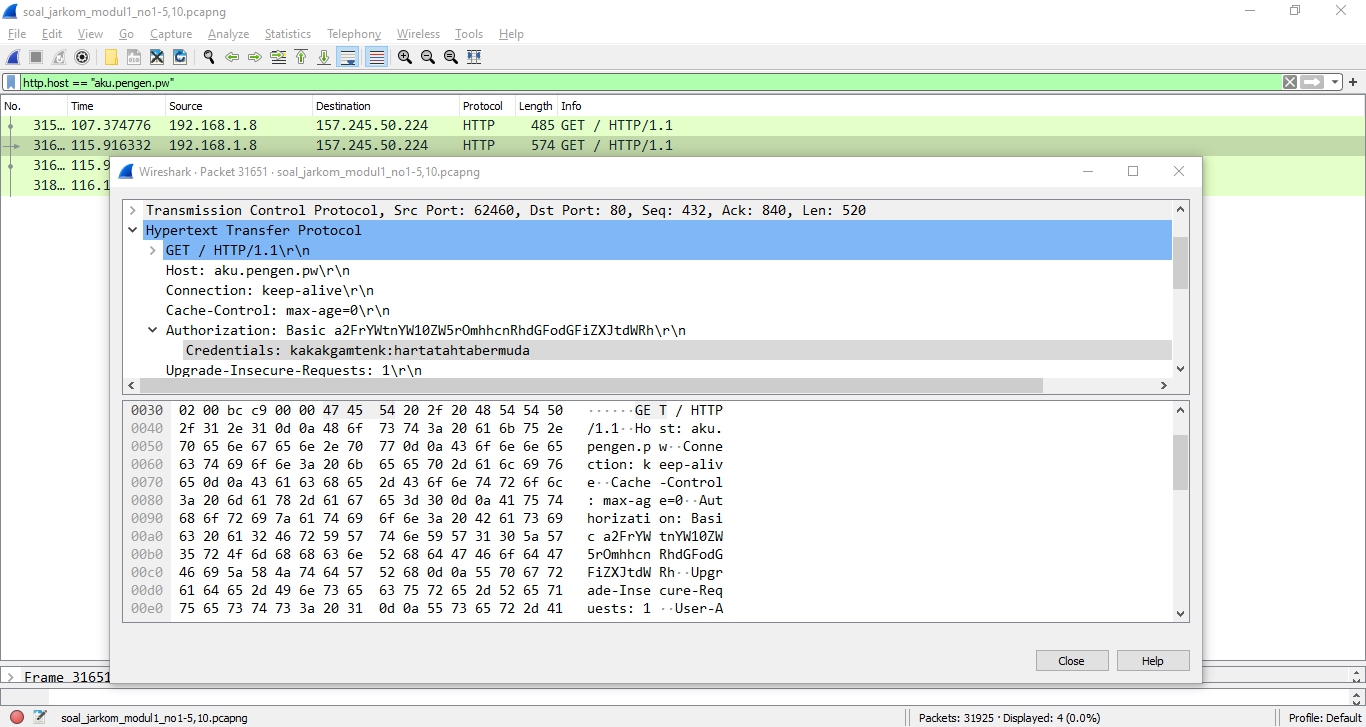 soal_jarkom_modul1_no1-5,10.pcapng
File Edit View Go Capture Analyze Statistics Telephony Wireless Tools Help
http.host == "aku.pengen.pw"
No. Time Source Destination Protocol Length Info
315… 107.374776 192.168.1.8 157.245.50.224 HTTP 485 GET / HTTP/1.1
316… 115.916332 192.168.1.8 157.245.50.224 HTTP 574 GET / HTTP/1.1
316… 115.9
318… 116.1
Wireshark · Packet 31651 · soal_jarkom_modul1_no1-5,10.pcapng
Transmission Control Protocol, Src Port: 62460, Dst Port: 80, Seq: 432, Ack: 840, Len: 520
Hypertext Transfer Protocol
GET / HTTP/1.1\r\n
Host: aku.pengen.pw\r\n
Connection: keep-alive\r\n
Cache-Control: max-age=0\r\n
Authorization: Basic a2FrYWtnYW10ZW5rOmhhcnRhdGFodGFiZXJtdWRh\r\n
Credentials: kakakgamtenk:hartatahtabermuda
Upgrade-Insecure-Requests: 1\r\n
0030 02 00 bc c9 00 00 47 45 54 20 2f 20 48 54 54 50 ······GE T / HTTP
0040 2f 31 2e 31 0d 0a 48 6f 73 74 3a 20 61 6b 75 2e /1.1··Ho st: aku.
0050 70 65 6e 67 65 6e 2e 70 77 0d 0a 43 6f 6e 6e 65 pengen.p w··Conne
0060 63 74 69 6f 6e 3a 20 6b 65 65 70 2d 61 6c 69 76 ction: k eep-aliv
0070 65 0d 0a 43 61 63 68 65 2d 43 6f 6e 74 72 6f 6c e··Cache -Control
0080 3a 20 6d 61 78 2d 61 67 65 3d 30 0d 0a 41 75 74 : max-ag e=0··Aut
0090 68 6f 72 69 7a 61 74 69 6f 6e 3a 20 42 61 73 69 horizati on: Basi
00a0 63 20 61 32 46 72 59 57 74 6e 59 57 31 30 5a 57 c a2FrYW tnYW10ZW
00b0 35 72 4f 6d 68 68 63 6e 52 68 64 47 46 6f 64 47 5rOmhhcn RhdGFodG
00c0 46 69 5a 58 4a 74 64 57 52 68 0d 0a 55 70 67 72 FiZXJtdW Rh··Upgr
00d0 61 64 65 2d 49 6e 73 65 63 75 72 65 2d 52 65 71 ade-Inse cure-Req
00e0 75 65 73 74 73 3a 20 31 0d 0a 55 73 65 72 2d 41 uests: 1 ··User-A
Close Help
Frame 31651
soal_jarkom_modul1_no1-5,10.pcapng Packets: 31925 · Displayed: 4 (0.0%) Profile: Default